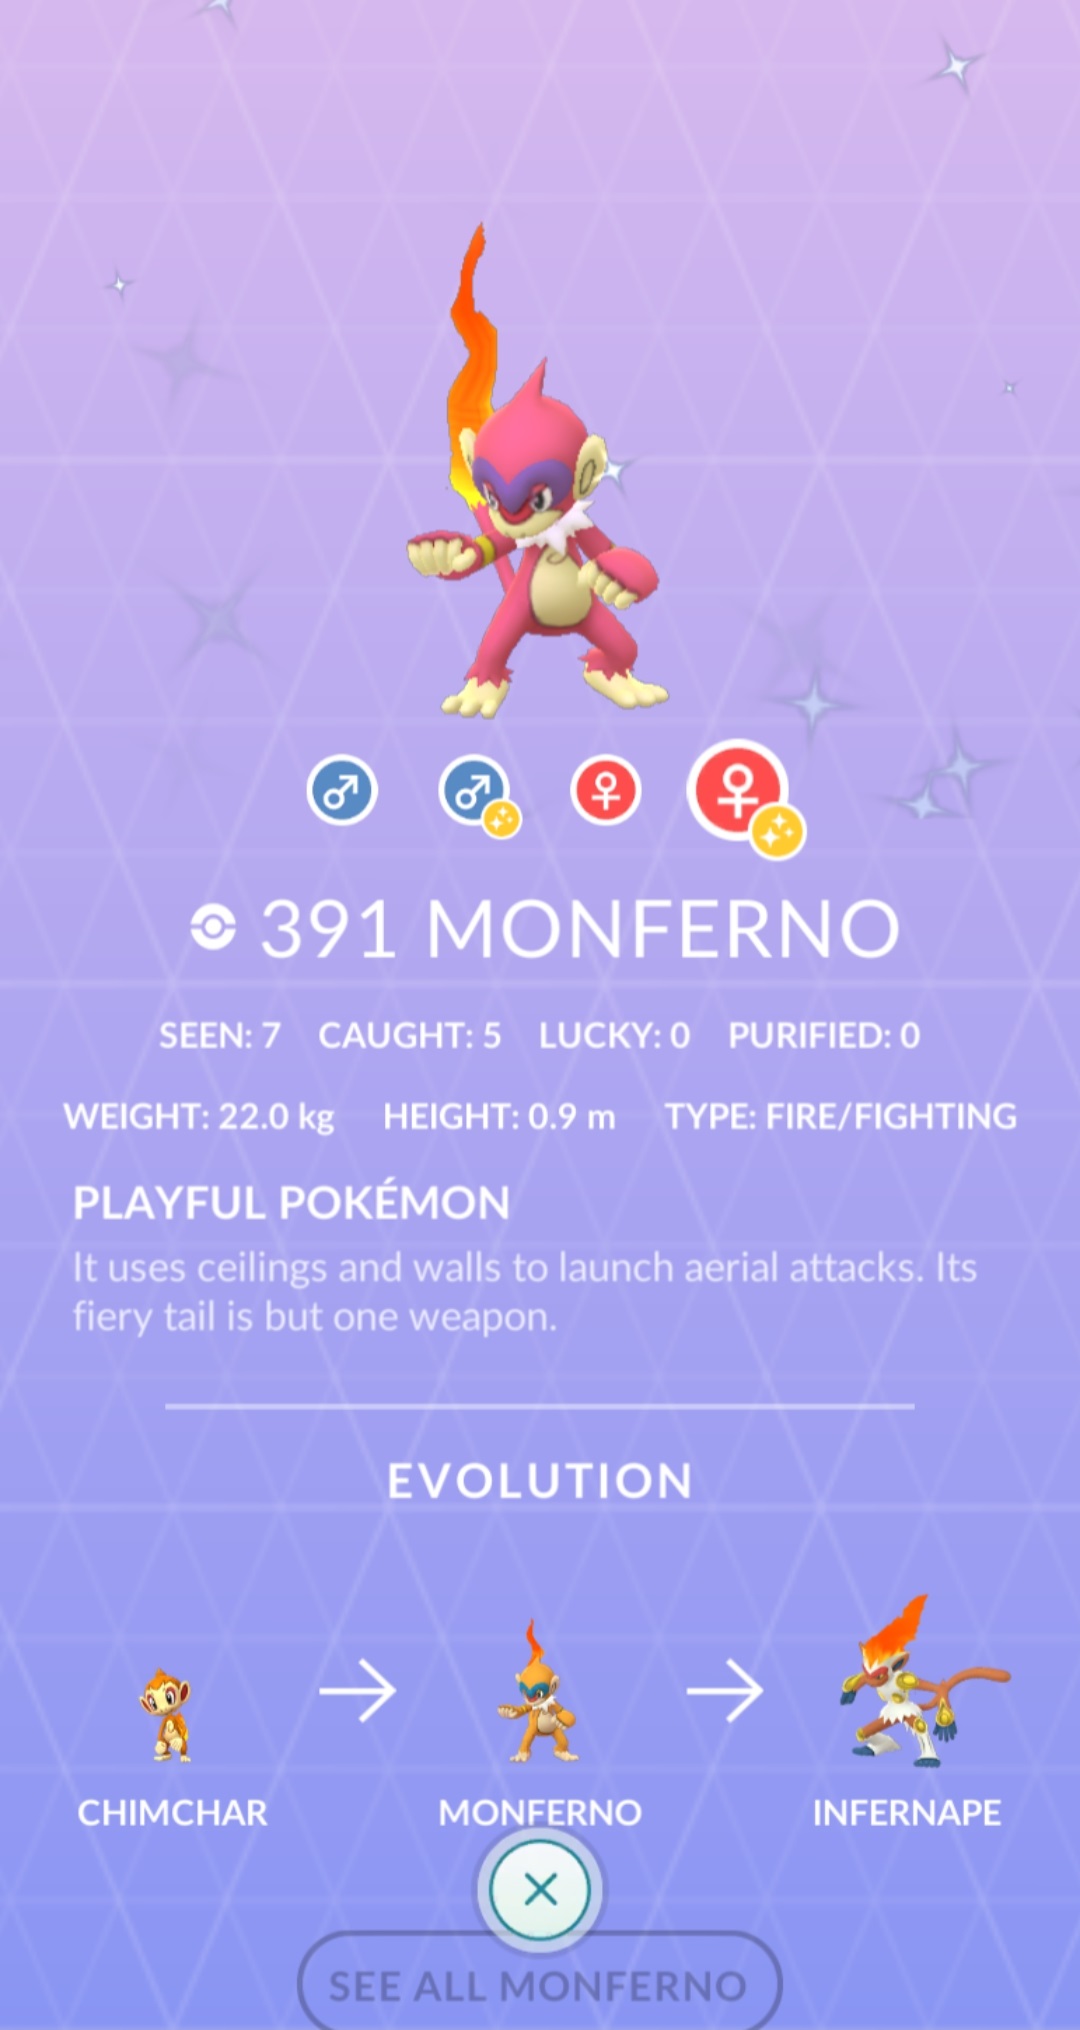 391 MONFERNO
SEEN: 7 CAUGHT: 5 LUCKY: 0 PURIFIED: 0
WEIGHT: 22.0 kg HEIGHT: 0.9 m TYPE: FIRE/FIGHTING
PLAYFUL POKÉMON
It uses ceilings and walls to launch aerial attacks. Its
fiery tail is but one weapon.
EVOLUTION
CHIMCHAR MONFERNO INFERNAPE
SEE ALL MONFERNO